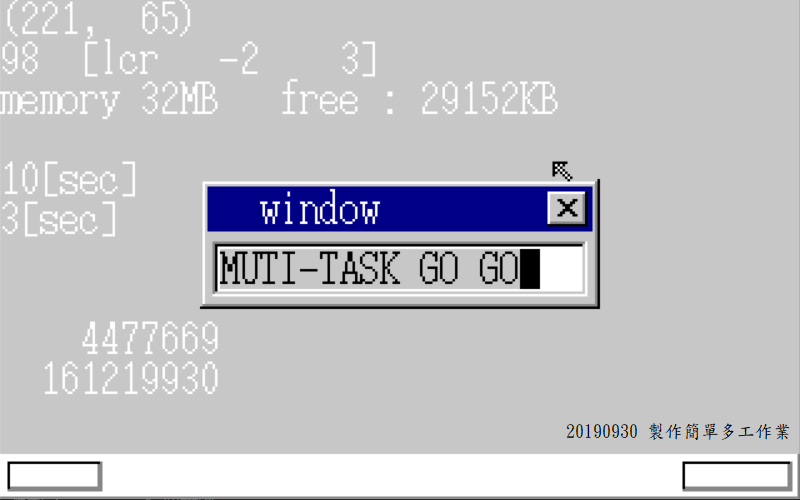 (221, 65)
98 [lcr -2 3]
memory 32MB free : 29152KB
10[sec]
3[sec]
window
MUTI-TASK GO GO
4477669
161219930
20190930 製作簡單多工作業